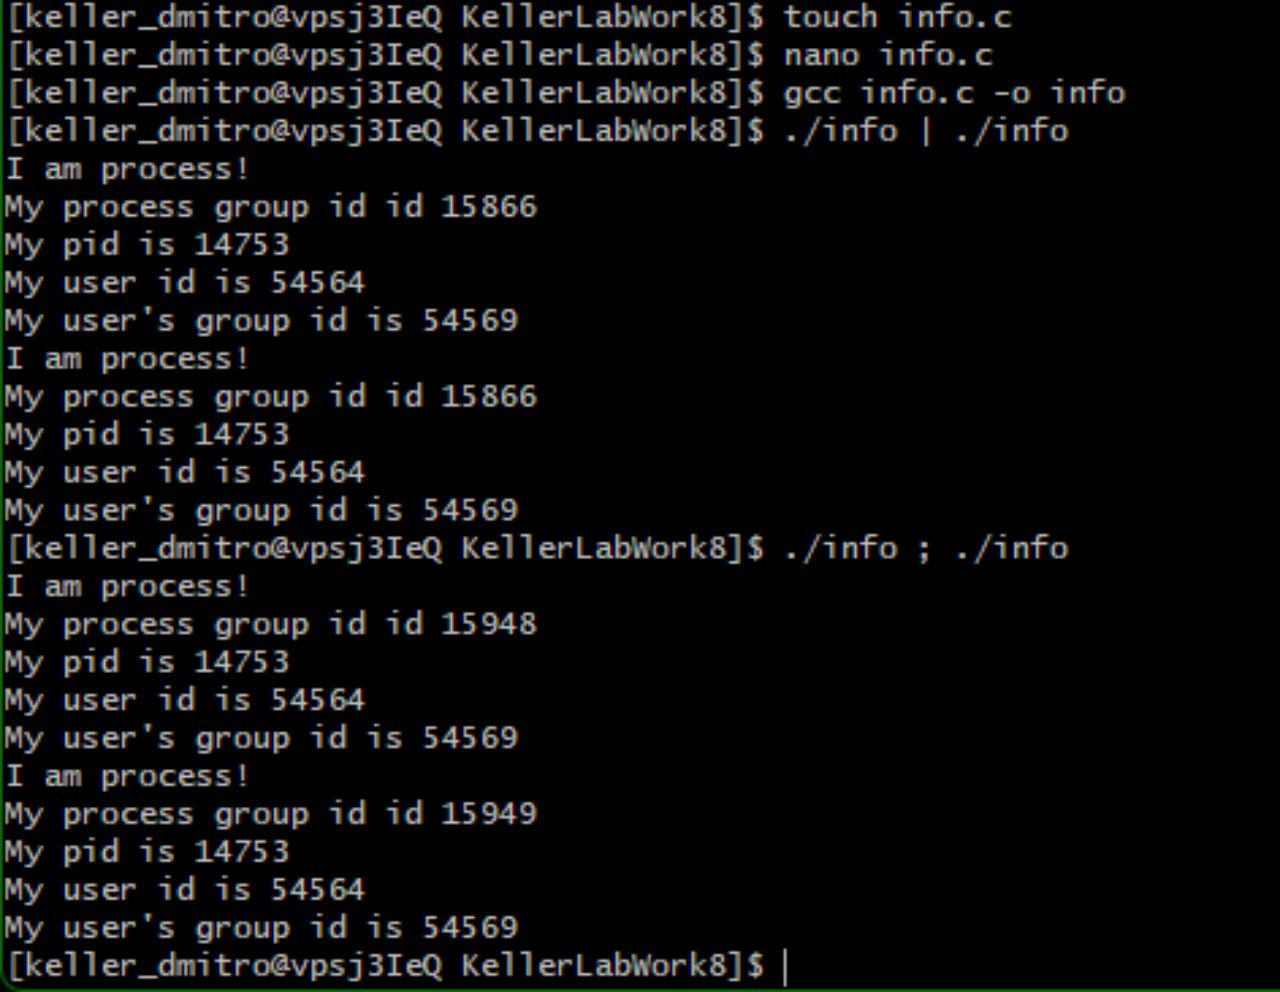 [keller_dmitro@vpsj3IeQ KellerLabWork8]$ touch info.c
[keller_dmitro@vpsj3IeQ KellerLabWork8]$ nano info.c
[keller_dmitro@vpsj3IeQ KellerLabWork8]$ gcc info.c -o info
[keller_dmitro@vpsj3IeQ KellerLabWork8]$ ./info | ./info
I am process!
My process group id id 15866
My pid is 14753
My user id is 54564
My user's group id is 54569
I am process!
My process group id id 15866
My pid is 14753
My user id is 54564
My user's group id is 54569
[keller_dmitro@vpsj3IeQ KellerLabWork8]$ ./info ; ./info
I am process!
My process group id id 15948
My pid is 14753
My user id is 54564
My user's group id is 54569
I am process!
My process group id id 15949
My pid is 14753
My user id is 54564
My user's group id is 54569
[keller_dmitro@vpsj3IeQ KellerLabWork8]$